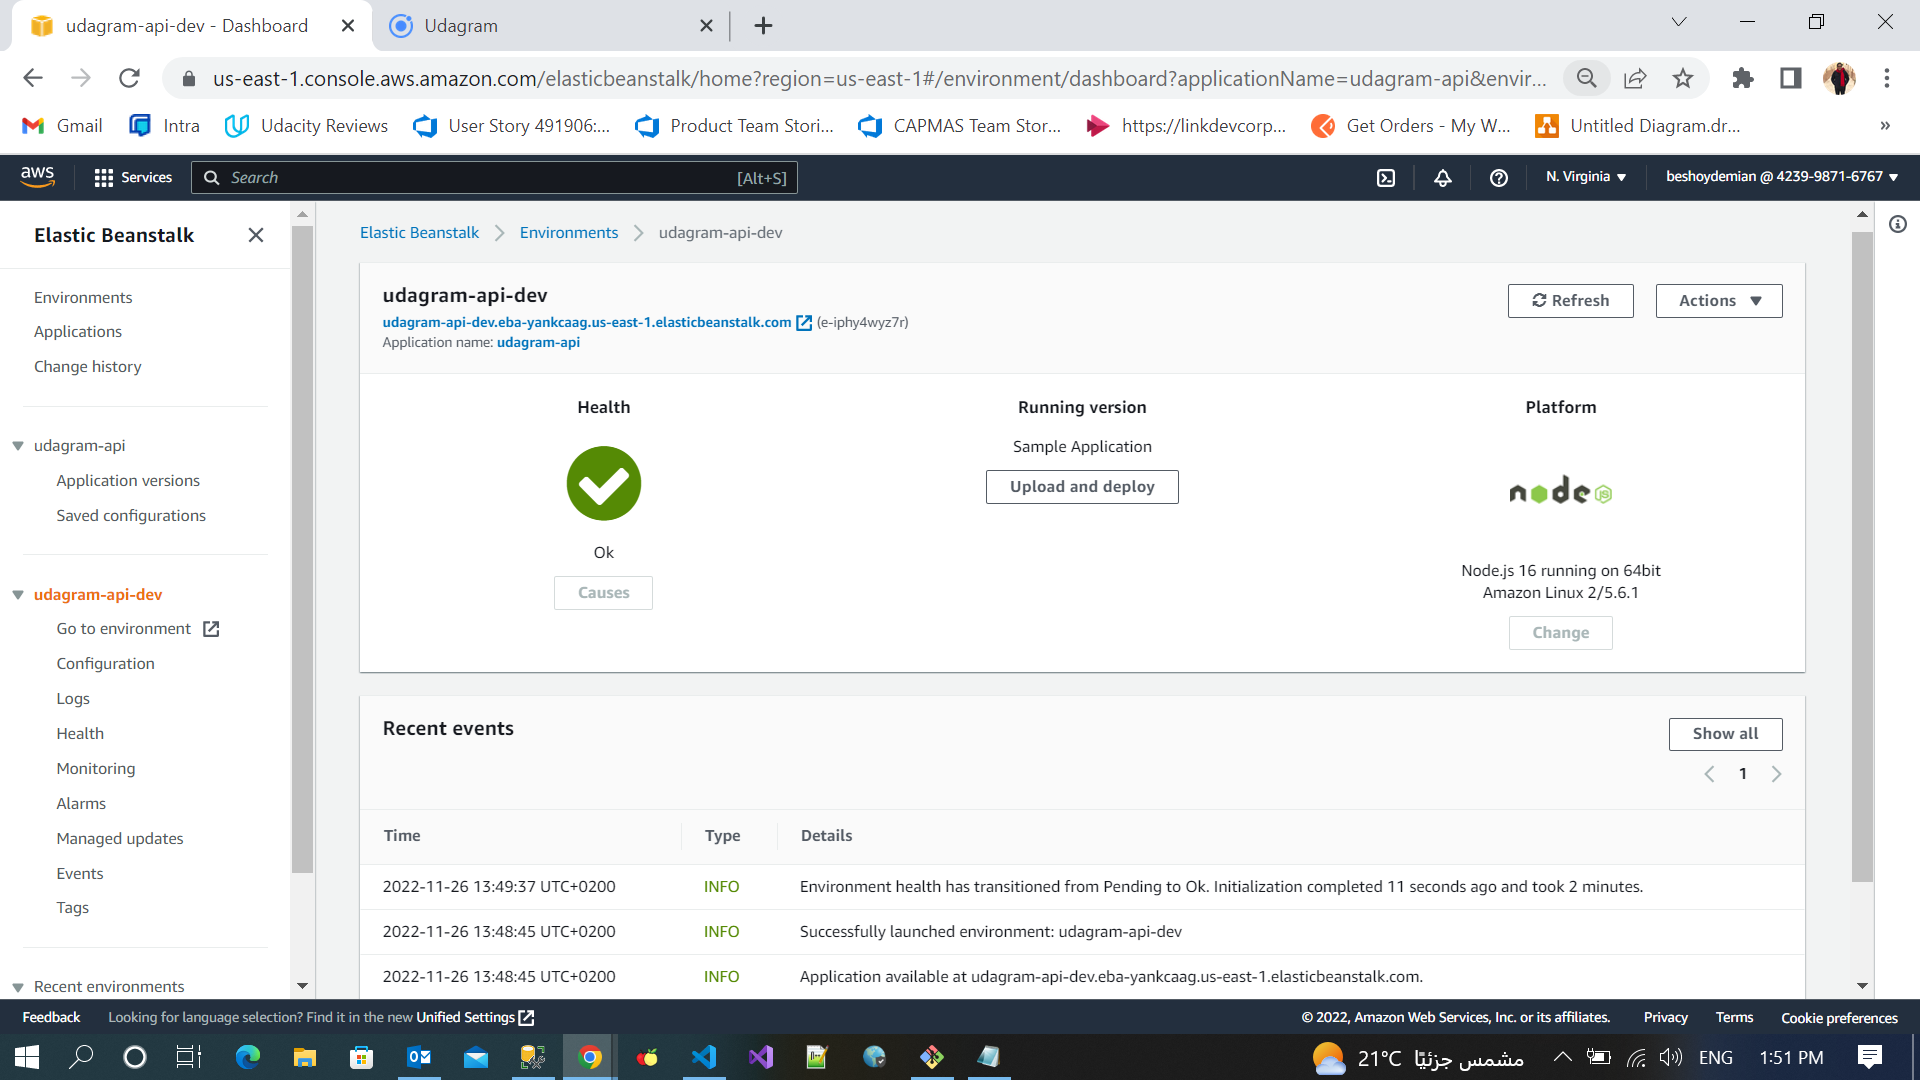 udagram-api-dev - Dashboard
Udagram
us-east-1.console.aws.amazon.com/elasticbeanstalk/home?region=us-east-1#/environment/dashboard?applicationName=udagram-api&envir...
Gmail
Intra
Udacity Reviews
User Story 491906:...
Product Team Stori...
CAPMAS Team Stor...
https://linkdevcorp...
Get Orders - My W...
Untitled Diagram.dr...
»
aws
Services
Search
[Alt+S]
N. Virginia
beshoydemian @ 4239-9871-6767
Elastic Beanstalk
Environments
Applications
Change history
udagram-api
Application versions
Saved configurations
udagram-api-dev
Go to environment
Configuration
Logs
Health
Monitoring
Alarms
Managed updates
Events
Tags
Recent environments
Elastic Beanstalk
Environments
udagram-api-dev
udagram-api-dev
udagram-api-dev.eba-yankcaag.us-east-1.elasticbeanstalk.com (e-iphy4wyz7r)
Application name: udagram-api
Refresh
Actions
Health
Ok
Causes
Running version
Sample Application
Upload and deploy
Platform
node JS
Node.js 16 running on 64bit
Amazon Linux 2/5.6.1
Change
Recent events
Show all
1
Time Type Details
2022-11-26 13:49:37 UTC+0200 INFO Environment health has transitioned from Pending to Ok. Initialization completed 11 seconds ago and took 2 minutes.
2022-11-26 13:48:45 UTC+0200 INFO Successfully launched environment: udagram-api-dev
2022-11-26 13:48:45 UTC+0200 INFO Application available at udagram-api-dev.eba-yankcaag.us-east-1.elasticbeanstalk.com.
Feedback
Looking for language selection? Find it in the new Unified Settings
© 2022, Amazon Web Services, Inc. or its affiliates.
Privacy
Terms
Cookie preferences
21°C مشمس جزئيًا
ENG
1:51 PM